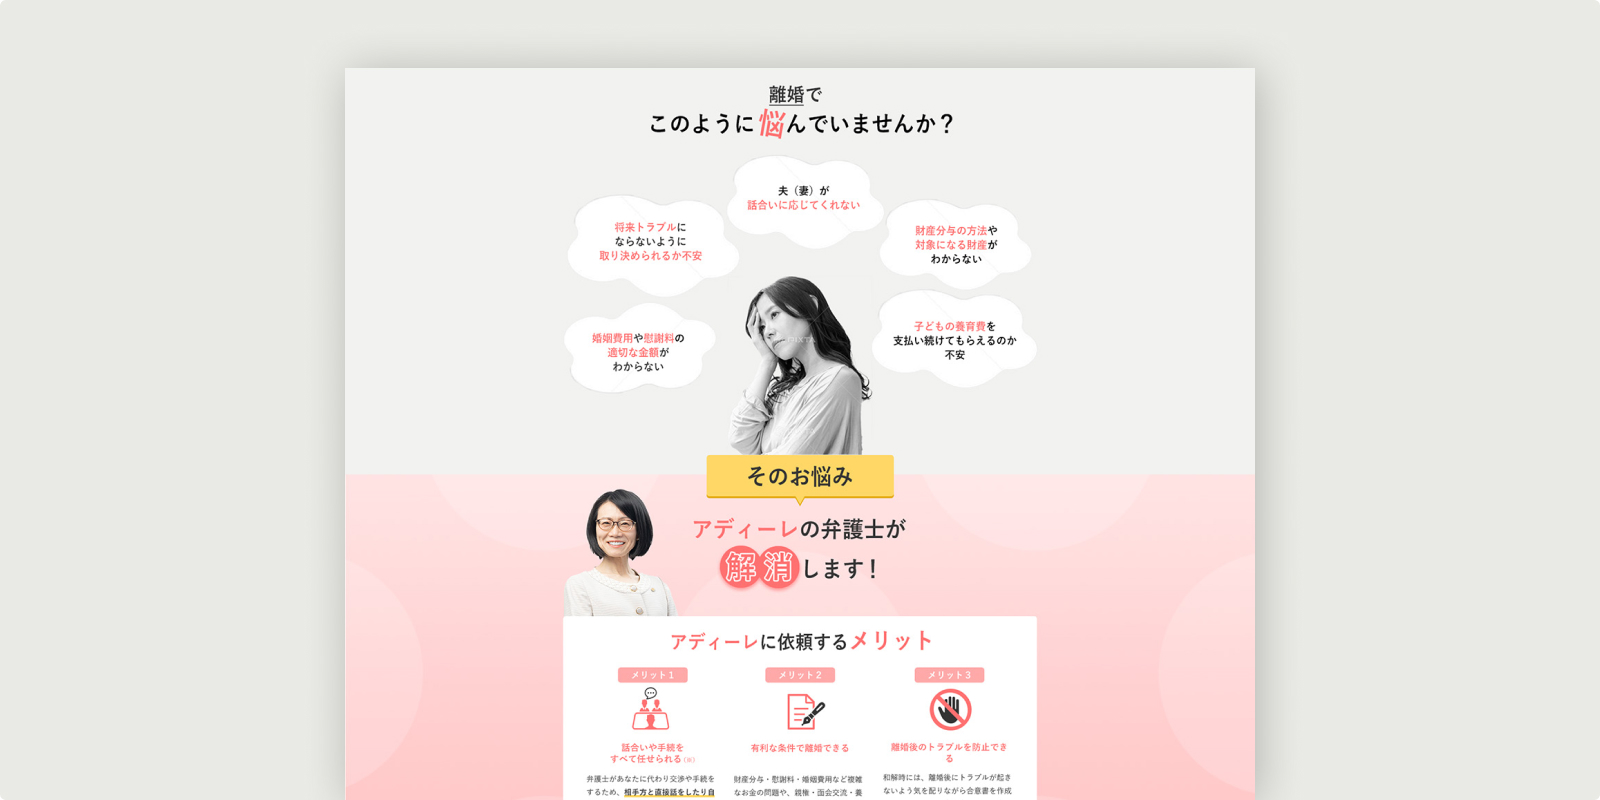 離婚で
このように悩んでいませんか？
夫（妻）が
話合いに応じてくれない
将来トラブルに
ならないように
取り決められるか不安
財産分与の方法や
対象になる財産が
わからない
婚姻費用や慰謝料の
適切な金額が
わからない
子どもの養育費を
支払い続けてもらえるのか
不安
そのお悩み
アディーレの弁護士が
解消します！
アディーレに依頼するメリット
メリット１
話合いや手続を
すべて任せられる（※）
弁護士があなたに代わり交渉や手続を
するため、相手方と直接話をしたり自
メリット２
有利な条件で離婚できる
財産分与・慰謝料・婚姻費用など複雑
なお金の問題や、親権・面会交流・養
メリット３
離婚後のトラブルを防止でき
る
和解時には、離婚後にトラブルが起き
ないよう気を配りながら合意書を作成